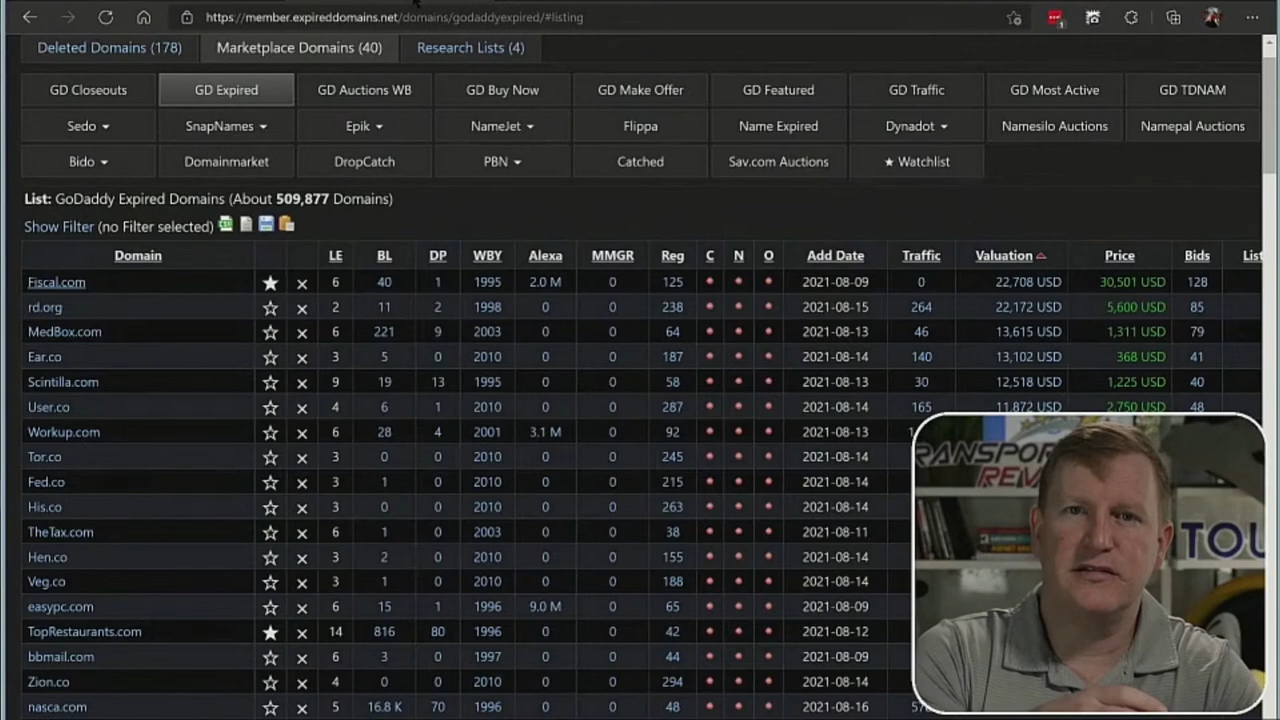 https://member.expireddomains.net/domains/godaddyexpired/#listing
1
Deleted Domains (178) Marketplace Domains (40) Research Lists (4)
GD Closeouts GD Expired GD Auctions WB GD Buy Now GD Make Offer GD Featured GD Traffic GD Most Active GD TDNAM
Sedo SnapNames Epik NameJet Flippa Name Expired Dynadot Namesilo Auctions Namepal Auctions
Bido Domainmarket DropCatch PBN Catched Sav.com Auctions ★ Watchlist
List: GoDaddy Expired Domains (About 509,877 Domains)
Show Filter (no Filter selected)
Domain LE BL DP WBY Alexa MMGR Reg C N O Add Date Traffic Valuation Price Bids List
Fiscal.com 6 40 1 1995 2.0 M 0 125 2021-08-09 0 22,708 USD 30,501 USD 128
rd.org 2 11 2 1998 0 0 238 2021-08-15 264 22,172 USD 5,600 USD 85
MedBox.com 6 221 9 2003 0 0 64 2021-08-13 46 13,615 USD 1,311 USD 79
Ear.co 3 5 0 2010 0 0 187 2021-08-14 140 13,102 USD 368 USD 41
Scintilla.com 9 19 13 1995 0 0 58 2021-08-13 30 12,518 USD 1,225 USD 40
User.co 4 6 1 2010 0 0 287 2021-08-14 165 11,872 USD 2,750 USD 48
Workup.com 6 28 4 2001 3.1 M 0 92 2021-08-13
Tor.co 3 0 0 2010 0 0 245 2021-08-14
Fed.co 3 1 0 2010 0 0 215 2021-08-14
His.co 3 0 0 2010 0 0 263 2021-08-14
TheTax.com 6 1 0 2003 0 0 38 2021-08-11
Hen.co 3 2 0 2010 0 0 155 2021-08-14
Veg.co 3 1 0 2010 0 0 188 2021-08-14
easypc.com 6 15 1 1996 9.0 M 0 65 2021-08-09
TopRestaurants.com 14 816 80 1996 0 0 42 2021-08-12
bbmail.com 6 3 0 1997 0 0 44 2021-08-09
Zion.co 4 0 0 2010 0 0 294 2021-08-14
nasca.com 5 16.8 K 70 1996 0 0 48 2021-08-16
RANSPOR
REV
TOU